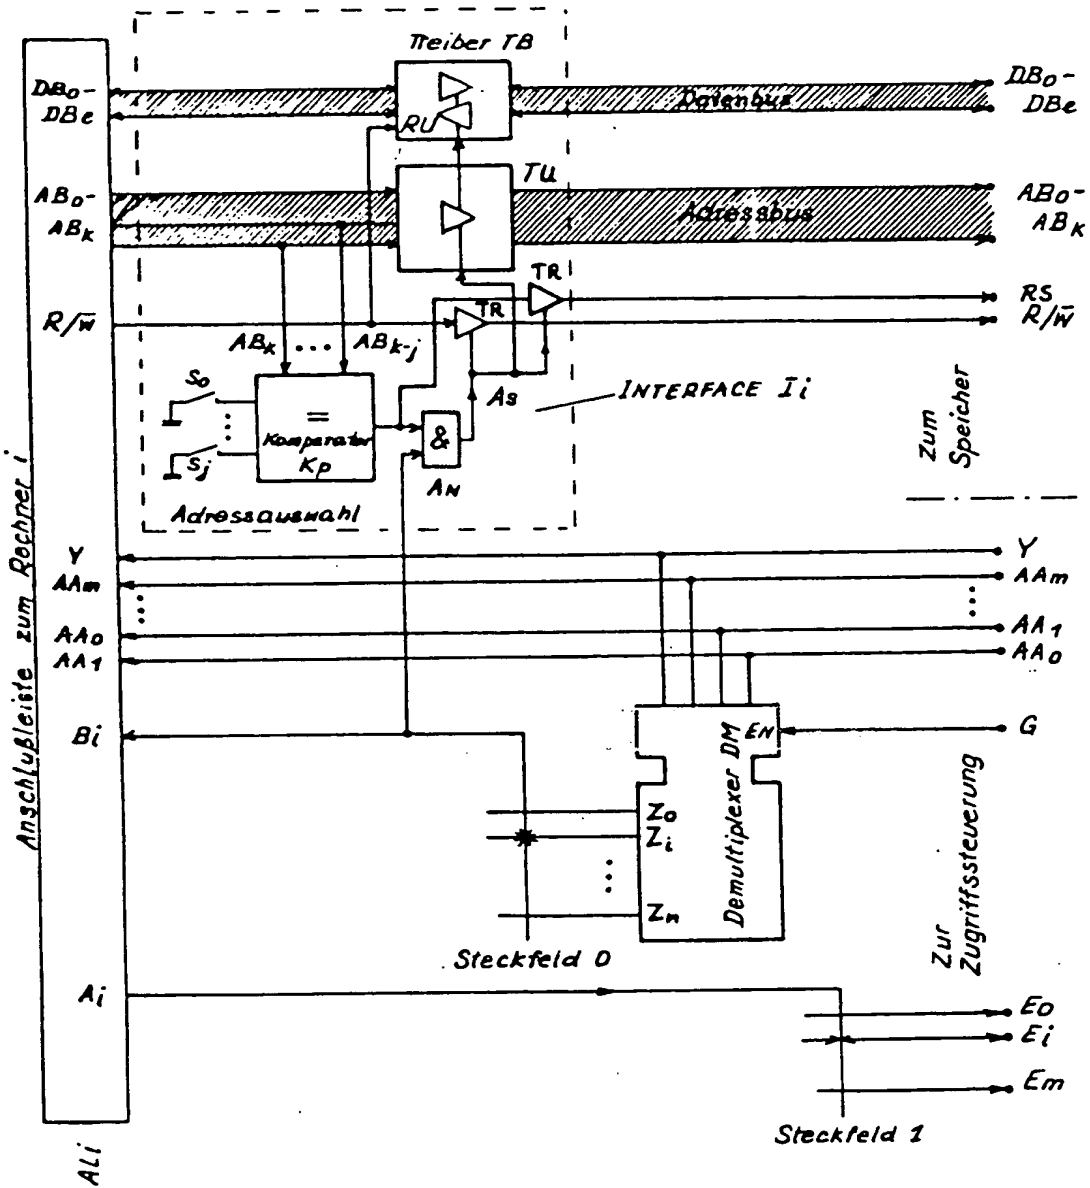 Treiber TB
DB0-
DBe
RU
Datenbus
DB0-
DBe
AB0-
ABk
TU
Adressbus
AB0-
ABk
TR
RS
R/W̅
TR
R/W̅
ABk ... ABk-j
S0
Sj
=
Komparator
Kp
&
AN
As
INTERFACE Ii
Adressauswahl
zum
Speicher
Anschlußleiste zum Rechner i
Y
Y
AAm
AAm
AA0
AA1
AA1
AA0
Bi
EN
G
Demultiplexer DM
Z0
Zi
Zn
Steckfeld 0
Zur
Zugriffssteuerung
Ai
E0
Ei
Em
Steckfeld 1
ALi